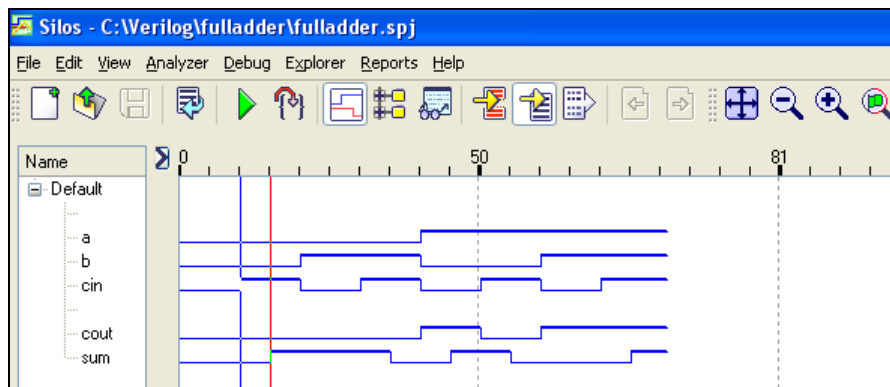 Silos - C:\Verilog\fulladder\fulladder.spj
File Edit View Analyzer Debug Explorer Reports Help
Name 0 50 81
Default
a
b
cin
cout
sum